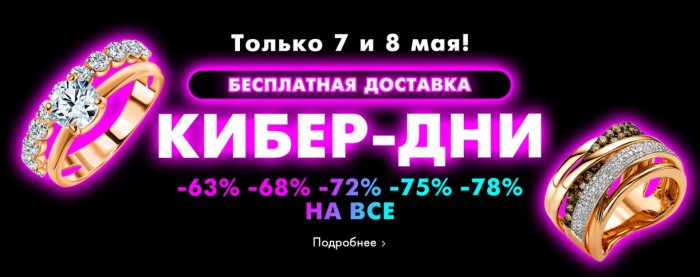 Только 7 и 8 мая!
БЕСПЛАТНАЯ ДОСТАВКА
КИБЕР-ДНИ
-63% -68% -72% -75% -78%
НА ВСЕ
Подробнее ›